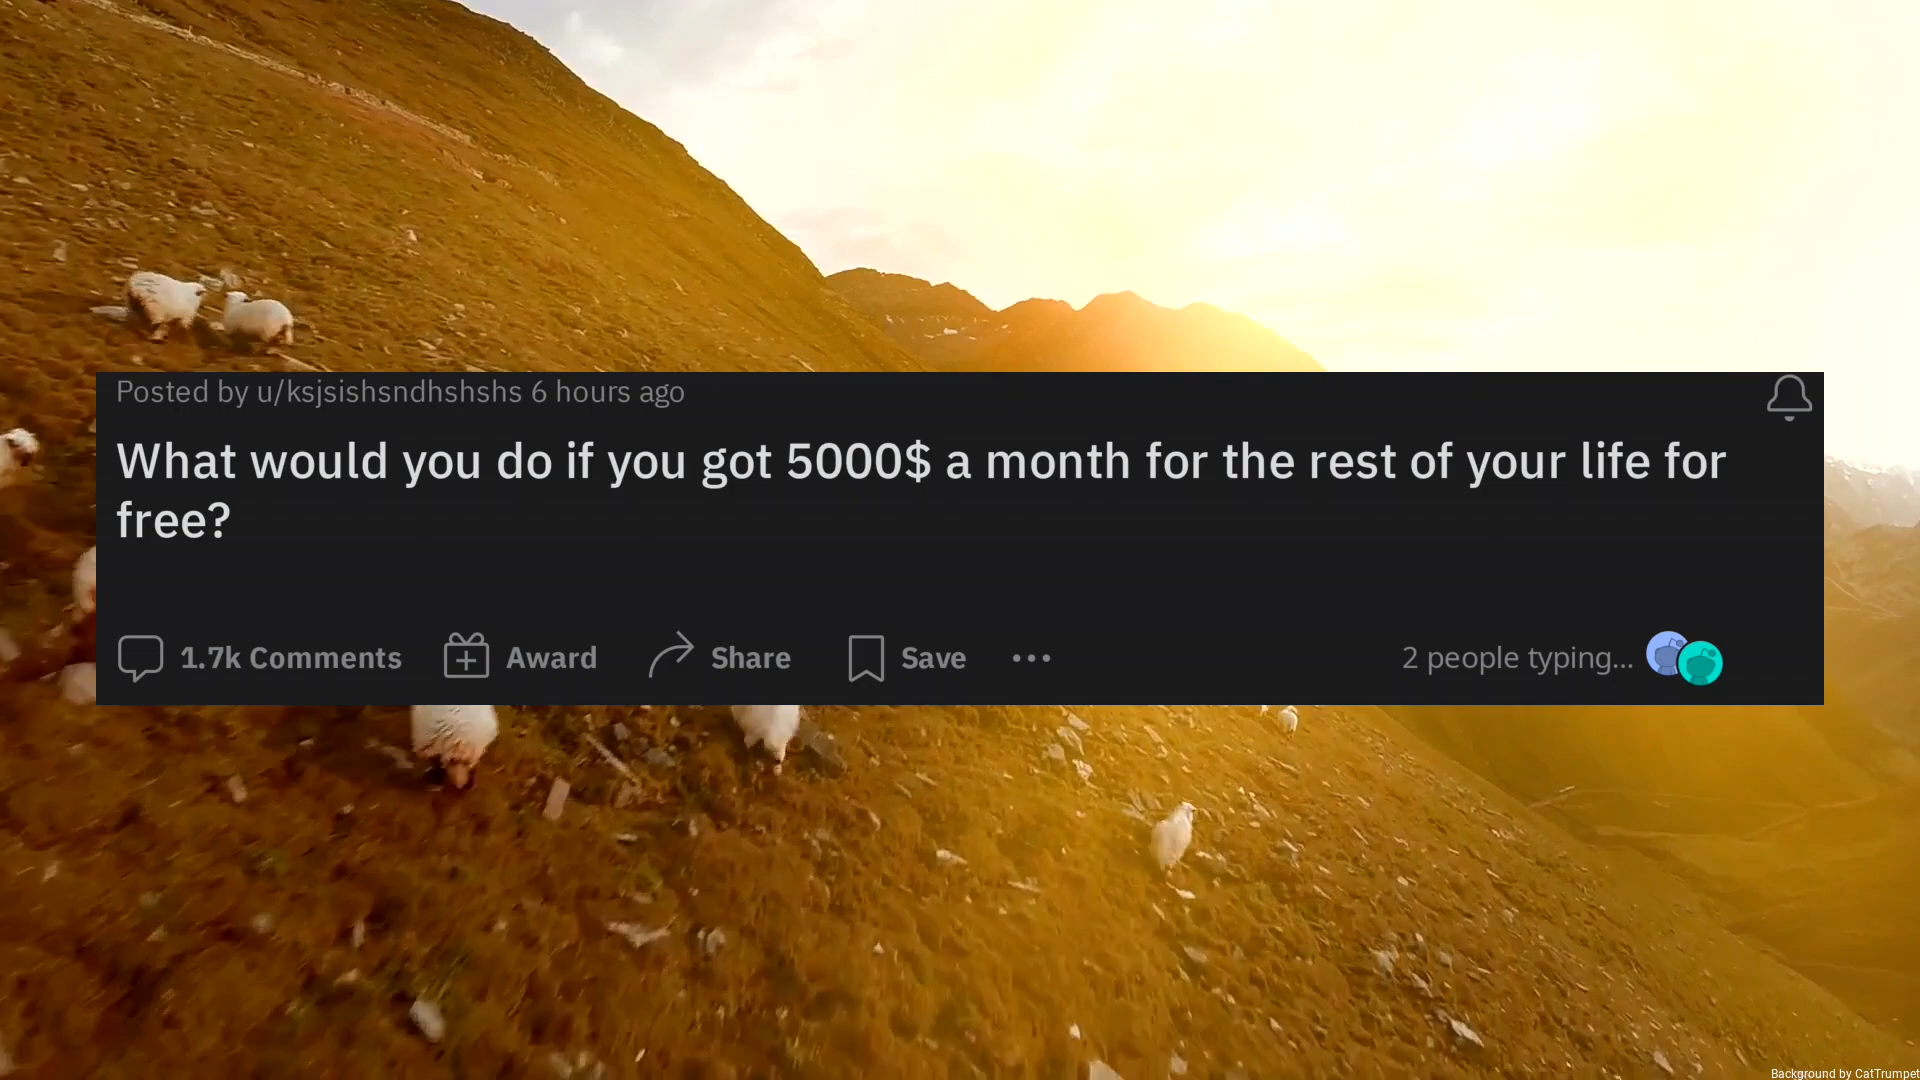 Posted by u/ksjsishsndhshshs 6 hours ago
What would you do if you got 5000$ a month for the rest of your life for
free?
1.7k Comments Award Share Save 2 people typing...
Background by CatTrumpet